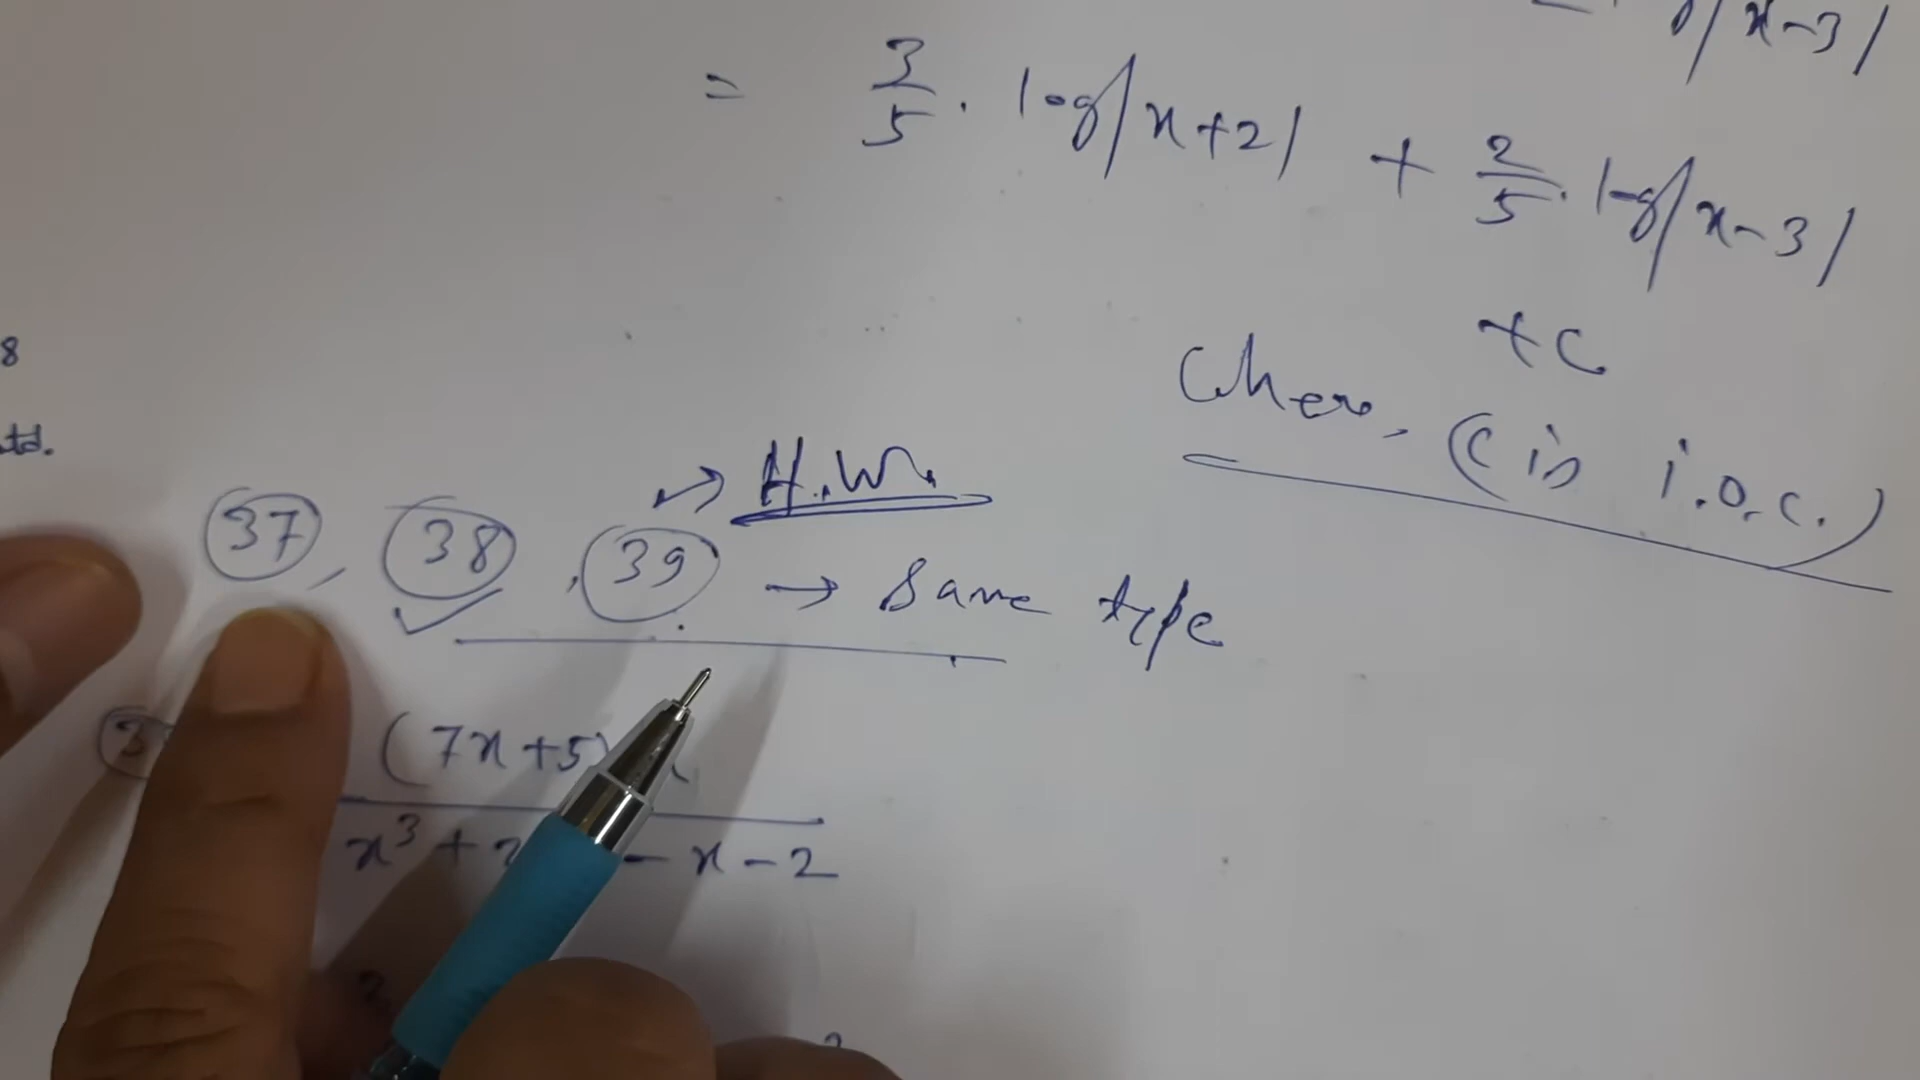 |x-3|
= 3/5 . log|x+2| + 2/5 . log|x-3|
+c
8
(where, c is i.o.c.)
td.
→ H.W.
37, 38, 39 → Same type
(7x+5)
x³+ - x-2